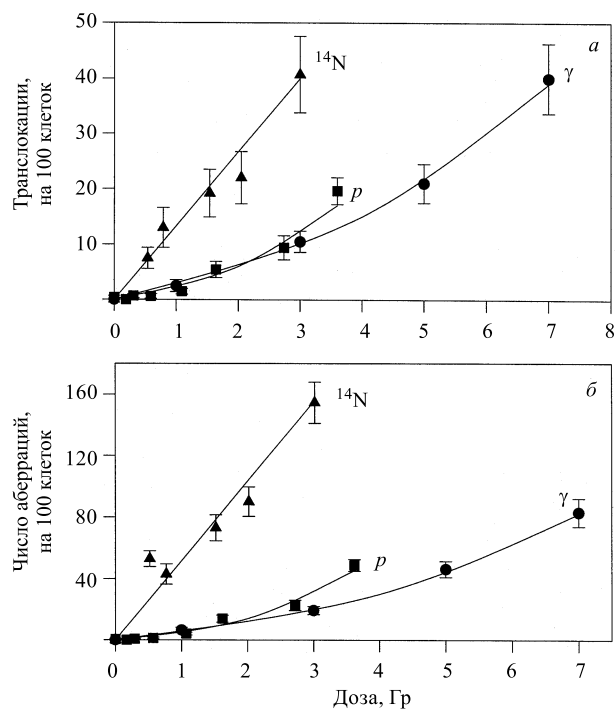 50
40
30
20
10
Транслокации,
на 100 клеток
¹⁴N
p
γ
а
0 1 2 3 4 5 6 7 8
160
120
80
40
Число аберраций,
на 100 клеток
¹⁴N
p
γ
б
0 1 2 3 4 5 6 7
Доза, Гр